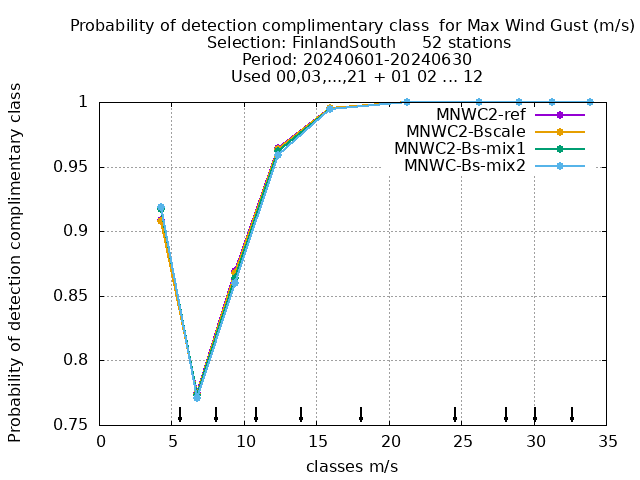 Probability of detection complimentary class  for Max Wind Gust (m/s)
Selection: FinlandSouth     52 stations
Period: 20240601-20240630
Used 00,03,...,21 + 01 02 ... 12
Probability of detection complimentary class
1
0.95
0.9
0.85
0.8
0.75
MNWC2-ref
MNWC2-Bscale
MNWC2-Bs-mix1
MNWC-Bs-mix2
0 5 10 15 20 25 30 35
classes m/s